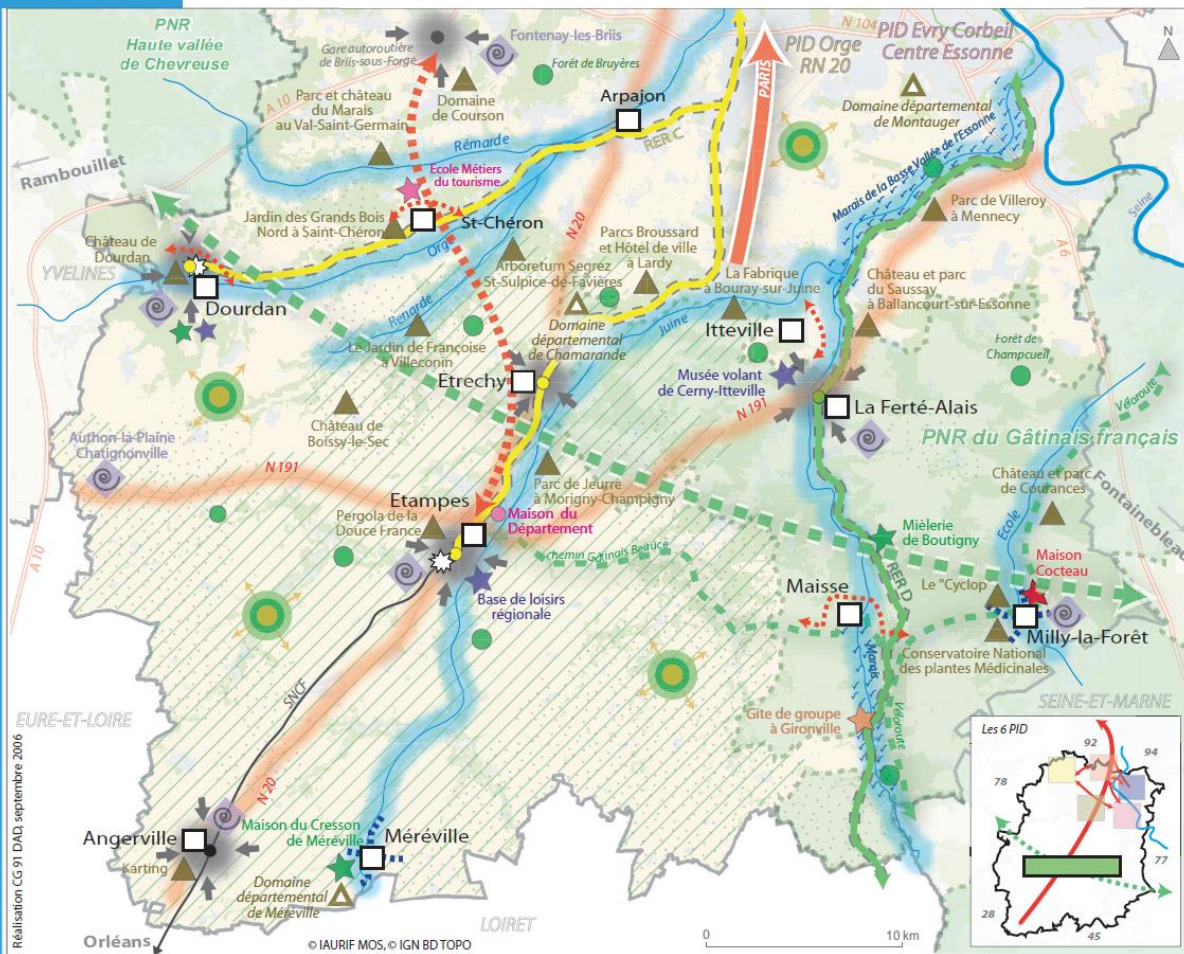 PNR
Haute vallée
de Chevreuse
Gare autoroutière
de Briis-sous-Forge
Fontenay-les-Briis
N 104
PID Orge
RN 20
PID Evry Corbeil
Centre Essonne
N
A 10
Forêt de Bruyères
Parc et château
du Marais
au Val-Saint-Germain
Domaine
de Courson
Arpajon
PARIS
Domaine départemental
de Montauger
Rambouillet
Rémarde
RER C
Marais de la Basse Vallée de l'Essonne
Ecole Métiers
du tourisme
Seine
Jardin des Grands Bois
Nord à Saint-Chéron
St-Chéron
N 20
Parc de Villeroy
à Mennecy
A 6
Château de
Dourdan
YVELINES
Org
Arboretum Segrez
St-Sulpice-de-Favières
Parcs Broussard
et Hôtel de ville
à Lardy
La Fabrique
à Bouray-sur-Juine
Château et parc
du Saussay
à Ballancourt-sur-Essonne
Dourdan
Renarde
Juine
Domaine
départemental
de Chamarande
Itteville
Le Jardin de Françoise
à Villeconin
Forêt de
Champcueil
Etrechy
Musée volant
de Cerny-Itteville
Véloroute
N 191
La Ferté-Alais
Château de
Boissy-le-Sec
PNR du Gâtinais français
Authon-la-Plaine
Chatignonville
N 191
Parc de Jeurre
à Morigny-Champigny
Château et parc
de Courances
Fontainebleau
Etampes
Ecole
Pergola de la
Douce France
Maison du
Département
Mièlerie
de Boutigny
A 10
chemin Gâtinais Beauce
Maison
Cocteau
RER D
Base de loisirs
régionale
Maisse
Le "Cyclop
Milly-la-Forêt
Marais
Conservatoire National
des plantes Médicinales
SNCF
EURE-ET-LOIRE
SEINE-ET-MARNE
Gite de groupe
à Gironville
Véloroute
Les 6 PID
92
94
78
77
28
45
N 20
Angerville
Maison du Cresson
de Méréville
Méréville
Karting
Domaine
départemental
de Méréville
LOIRET
Orléans
© IAURIF MOS, © IGN BD TOPO
0
10 km
Réalisation CG 91 DAD, septembre 2006